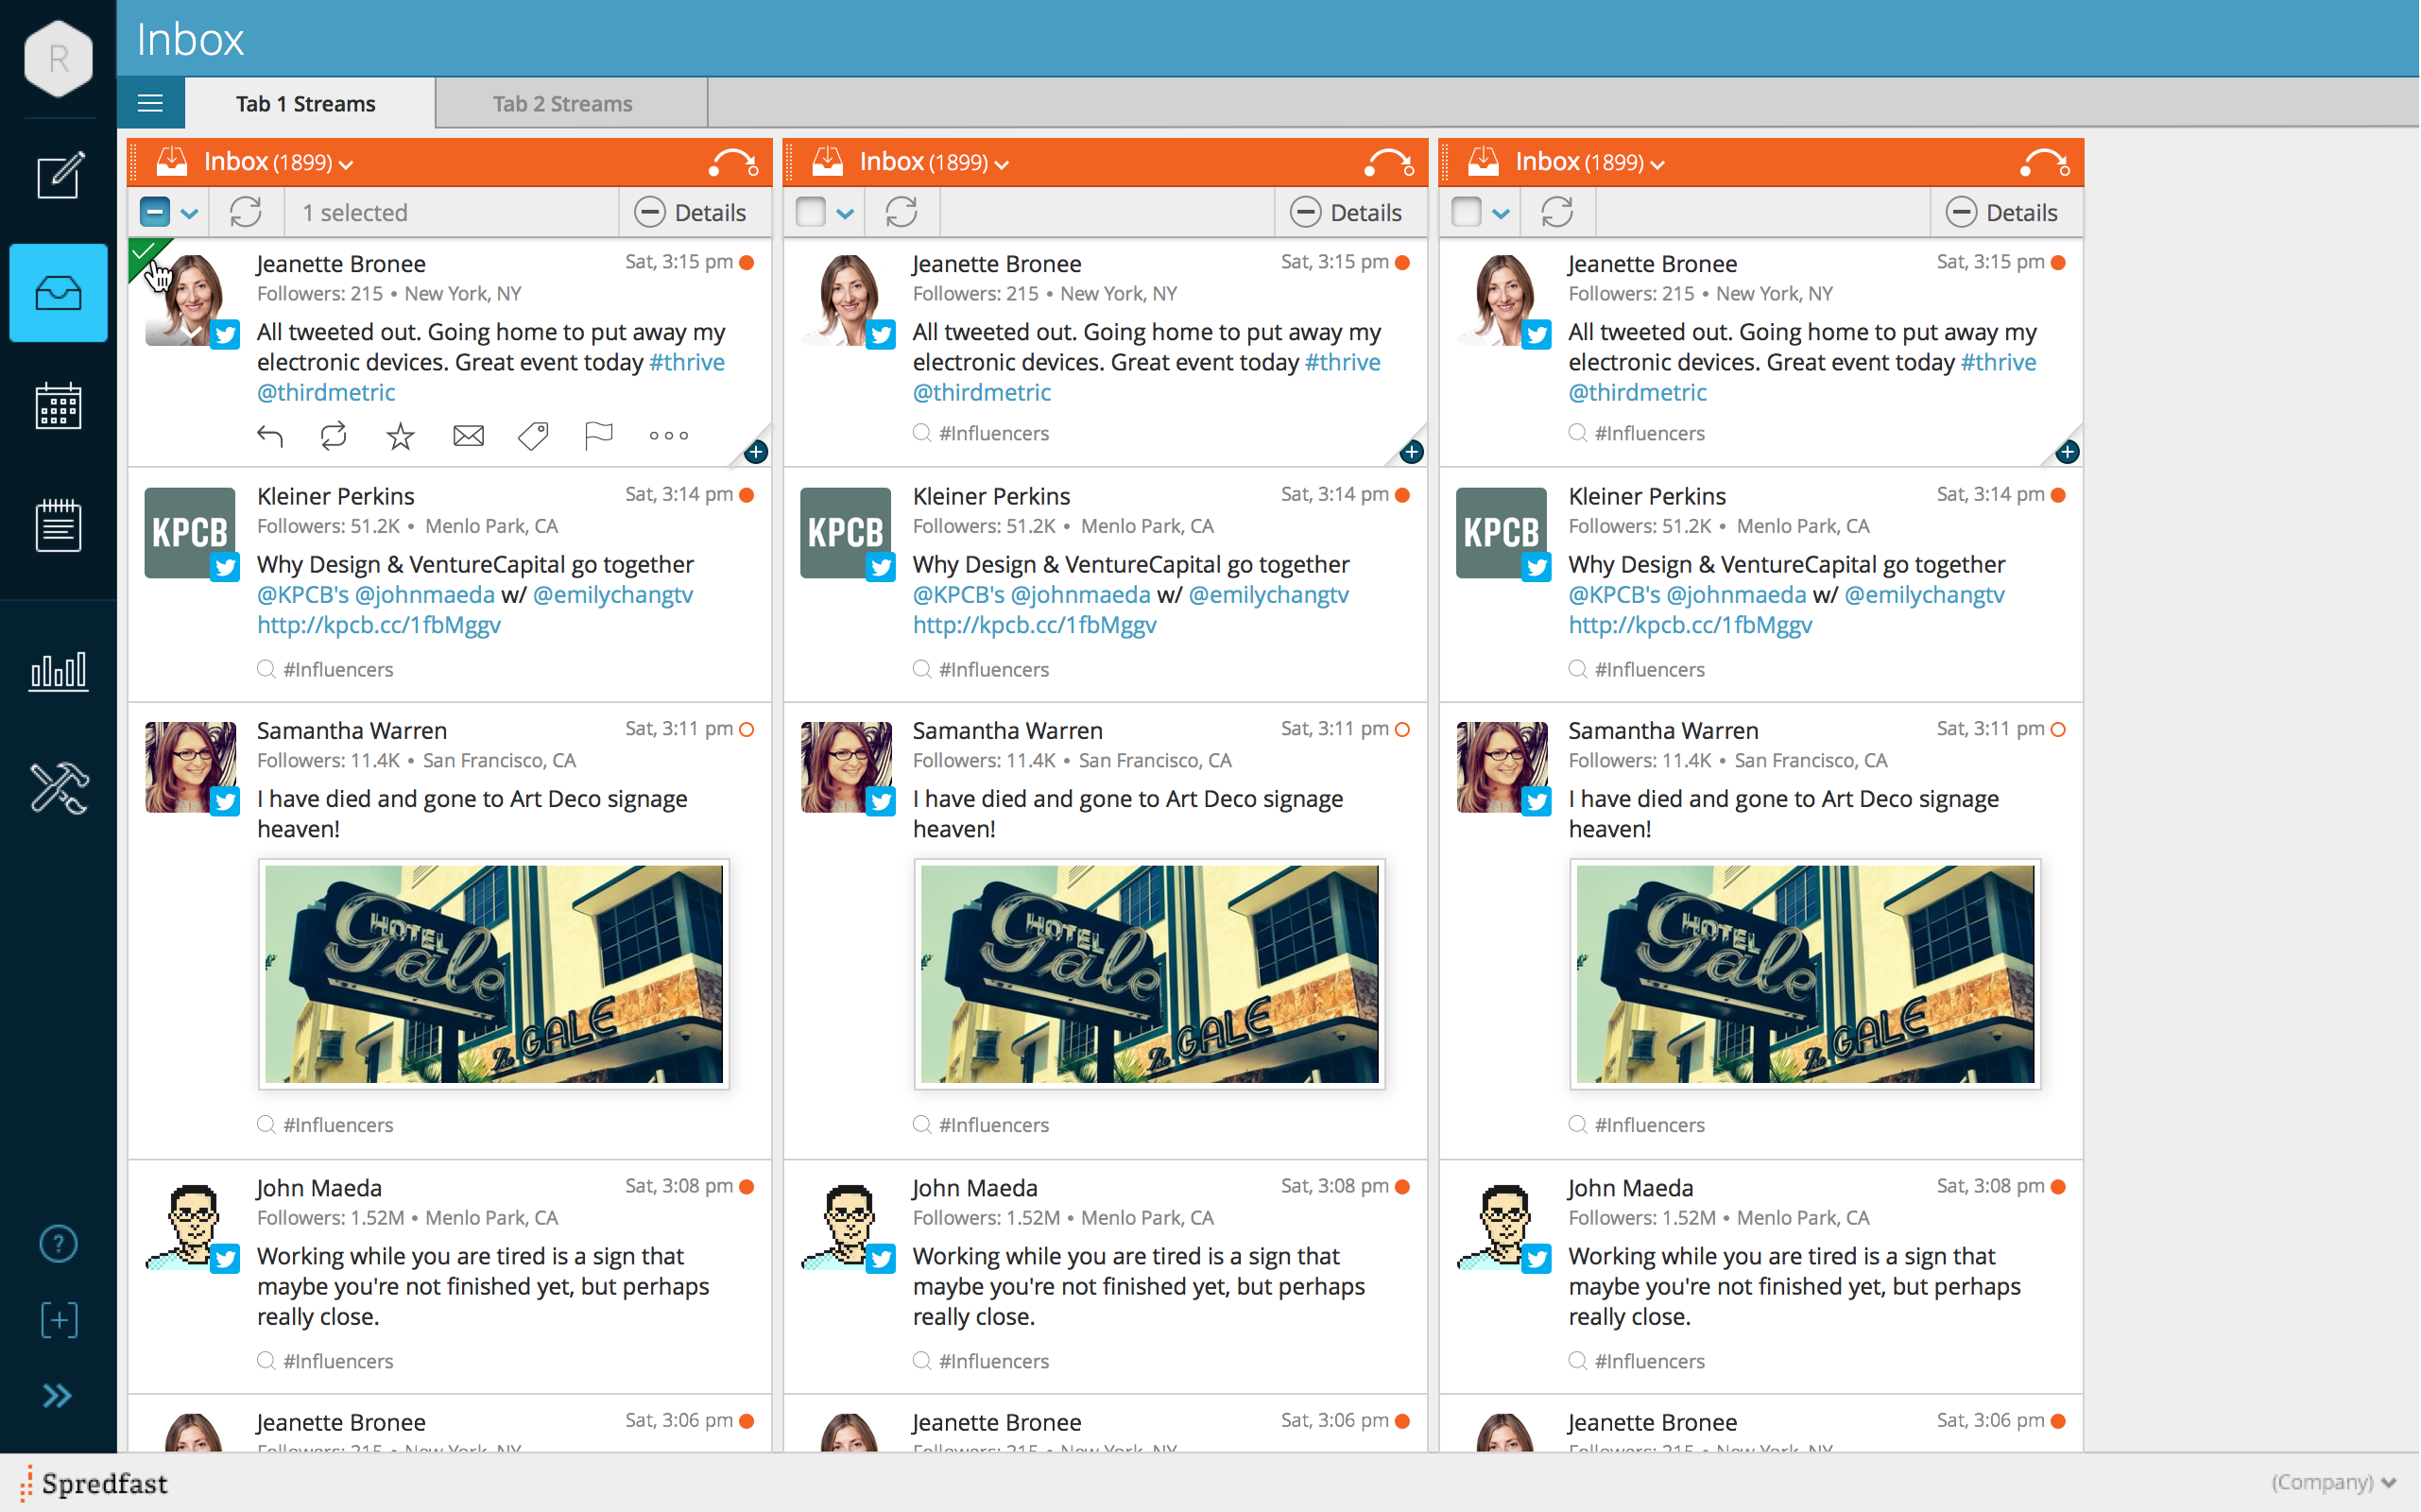 R
Inbox
Tab 1 Streams
Tab 2 Streams
Inbox (1899)
1 selected
Details
Jeanette Bronee
Sat, 3:15 pm
Followers: 215 • New York, NY
All tweeted out. Going home to put away my
electronic devices. Great event today #thrive
@thirdmetric
Kleiner Perkins
Sat, 3:14 pm
KPCB
Followers: 51.2K • Menlo Park, CA
Why Design & VentureCapital go together
@KPCB's @johnmaeda w/ @emilychangtv
http://kpcb.cc/1fbMggv
#Influencers
Samantha Warren
Sat, 3:11 pm
Followers: 11.4K • San Francisco, CA
I have died and gone to Art Deco signage
heaven!
HOTEL
Gale
The GALE
#Influencers
John Maeda
Sat, 3:08 pm
Followers: 1.52M • Menlo Park, CA
Working while you are tired is a sign that
maybe you're not finished yet, but perhaps
really close.
#Influencers
Jeanette Bronee
Sat, 3:06 pm
Followers: 215 • New York, NY
Inbox (1899)
Details
Jeanette Bronee
Sat, 3:15 pm
Followers: 215 • New York, NY
All tweeted out. Going home to put away my
electronic devices. Great event today #thrive
@thirdmetric
#Influencers
Kleiner Perkins
Sat, 3:14 pm
KPCB
Followers: 51.2K • Menlo Park, CA
Why Design & VentureCapital go together
@KPCB's @johnmaeda w/ @emilychangtv
http://kpcb.cc/1fbMggv
#Influencers
Samantha Warren
Sat, 3:11 pm
Followers: 11.4K • San Francisco, CA
I have died and gone to Art Deco signage
heaven!
HOTEL
Gale
The GALE
#Influencers
John Maeda
Sat, 3:08 pm
Followers: 1.52M • Menlo Park, CA
Working while you are tired is a sign that
maybe you're not finished yet, but perhaps
really close.
#Influencers
Jeanette Bronee
Sat, 3:06 pm
Followers: 215 • New York, NY
Inbox (1899)
Details
Jeanette Bronee
Sat, 3:15 pm
Followers: 215 • New York, NY
All tweeted out. Going home to put away my
electronic devices. Great event today #thrive
@thirdmetric
#Influencers
Kleiner Perkins
Sat, 3:14 pm
KPCB
Followers: 51.2K • Menlo Park, CA
Why Design & VentureCapital go together
@KPCB's @johnmaeda w/ @emilychangtv
http://kpcb.cc/1fbMggv
#Influencers
Samantha Warren
Sat, 3:11 pm
Followers: 11.4K • San Francisco, CA
I have died and gone to Art Deco signage
heaven!
HOTEL
Gale
The GALE
#Influencers
John Maeda
Sat, 3:08 pm
Followers: 1.52M • Menlo Park, CA
Working while you are tired is a sign that
maybe you're not finished yet, but perhaps
really close.
#Influencers
Jeanette Bronee
Sat, 3:06 pm
Followers: 215 • New York, NY
Spredfast
(Company)